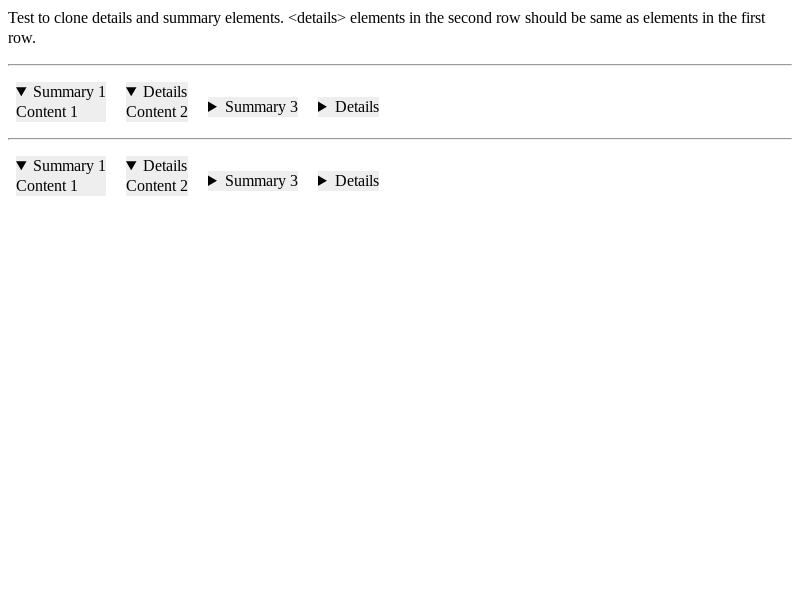 Test to clone details and summary elements. <details> elements in the second row should be same as elements in the first
row.
Summary 1 Details
Content 1 Content 2 Summary 3 Details
Summary 1 Details
Content 1 Content 2 Summary 3 Details